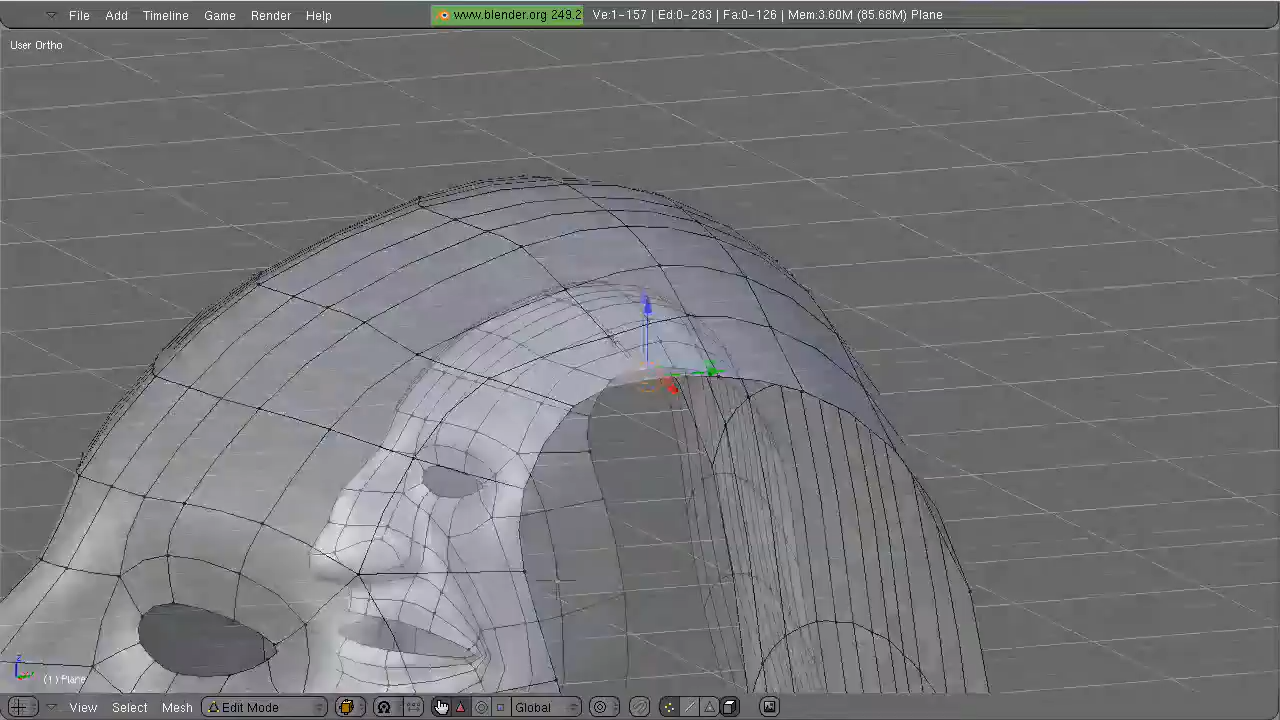 File Add Timeline Game Render Help www.blender.org 249.2 Ve:1-157 | Ed:0-283 | Fa:0-126 | Mem:3.60M (85.68M) Plane
User Ortho
z
(1) Plane
View Select Mesh Edit Mode Global